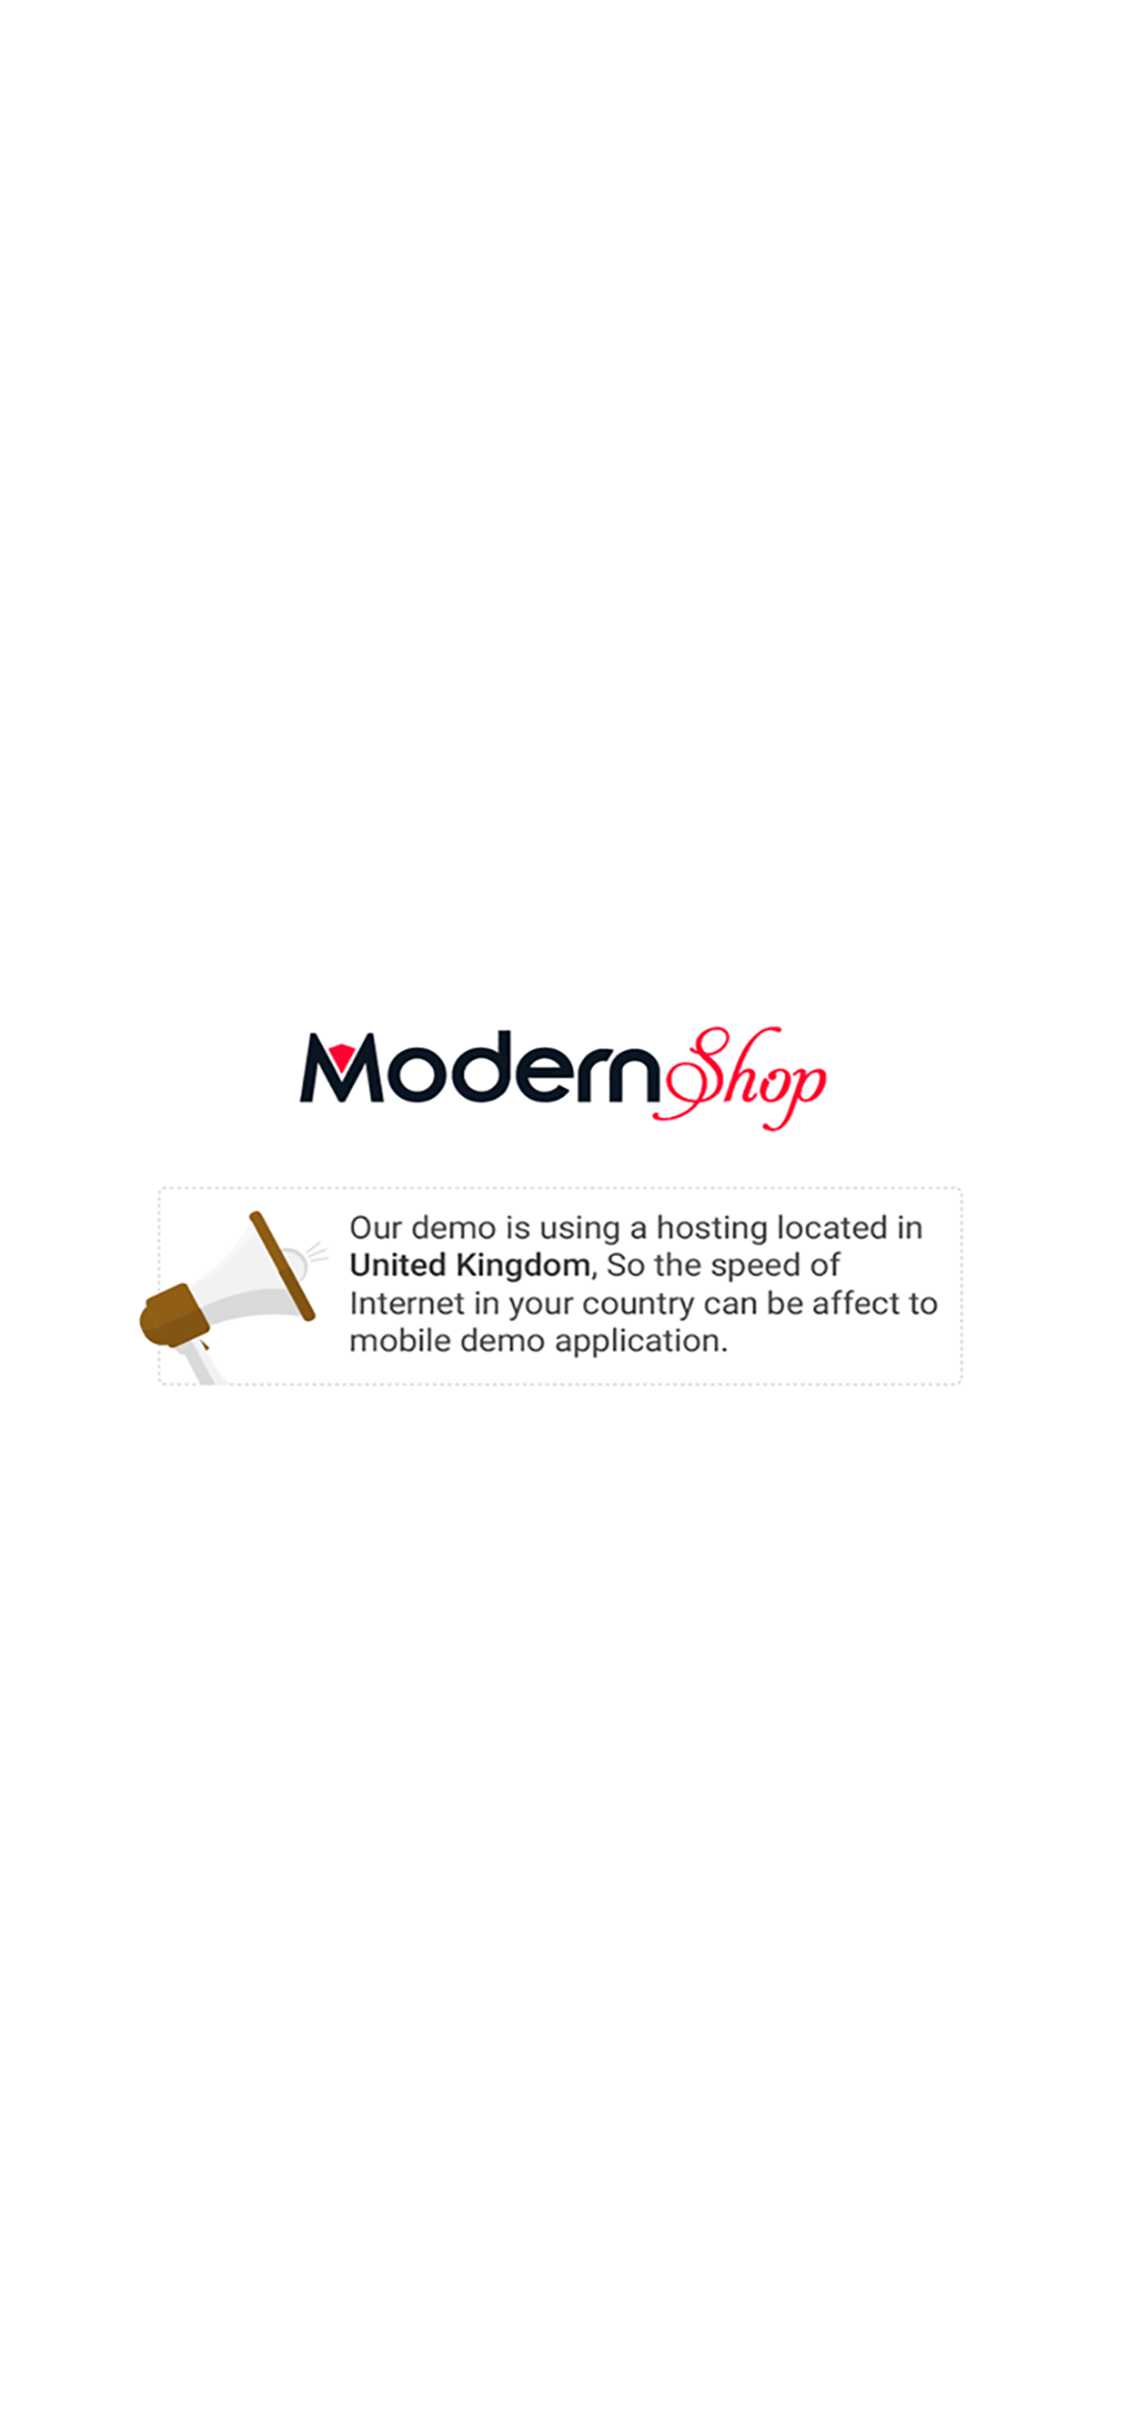 ModernShop
Our demo is using a hosting located in
United Kingdom, So the speed of
Internet in your country can be affect to
mobile demo application.